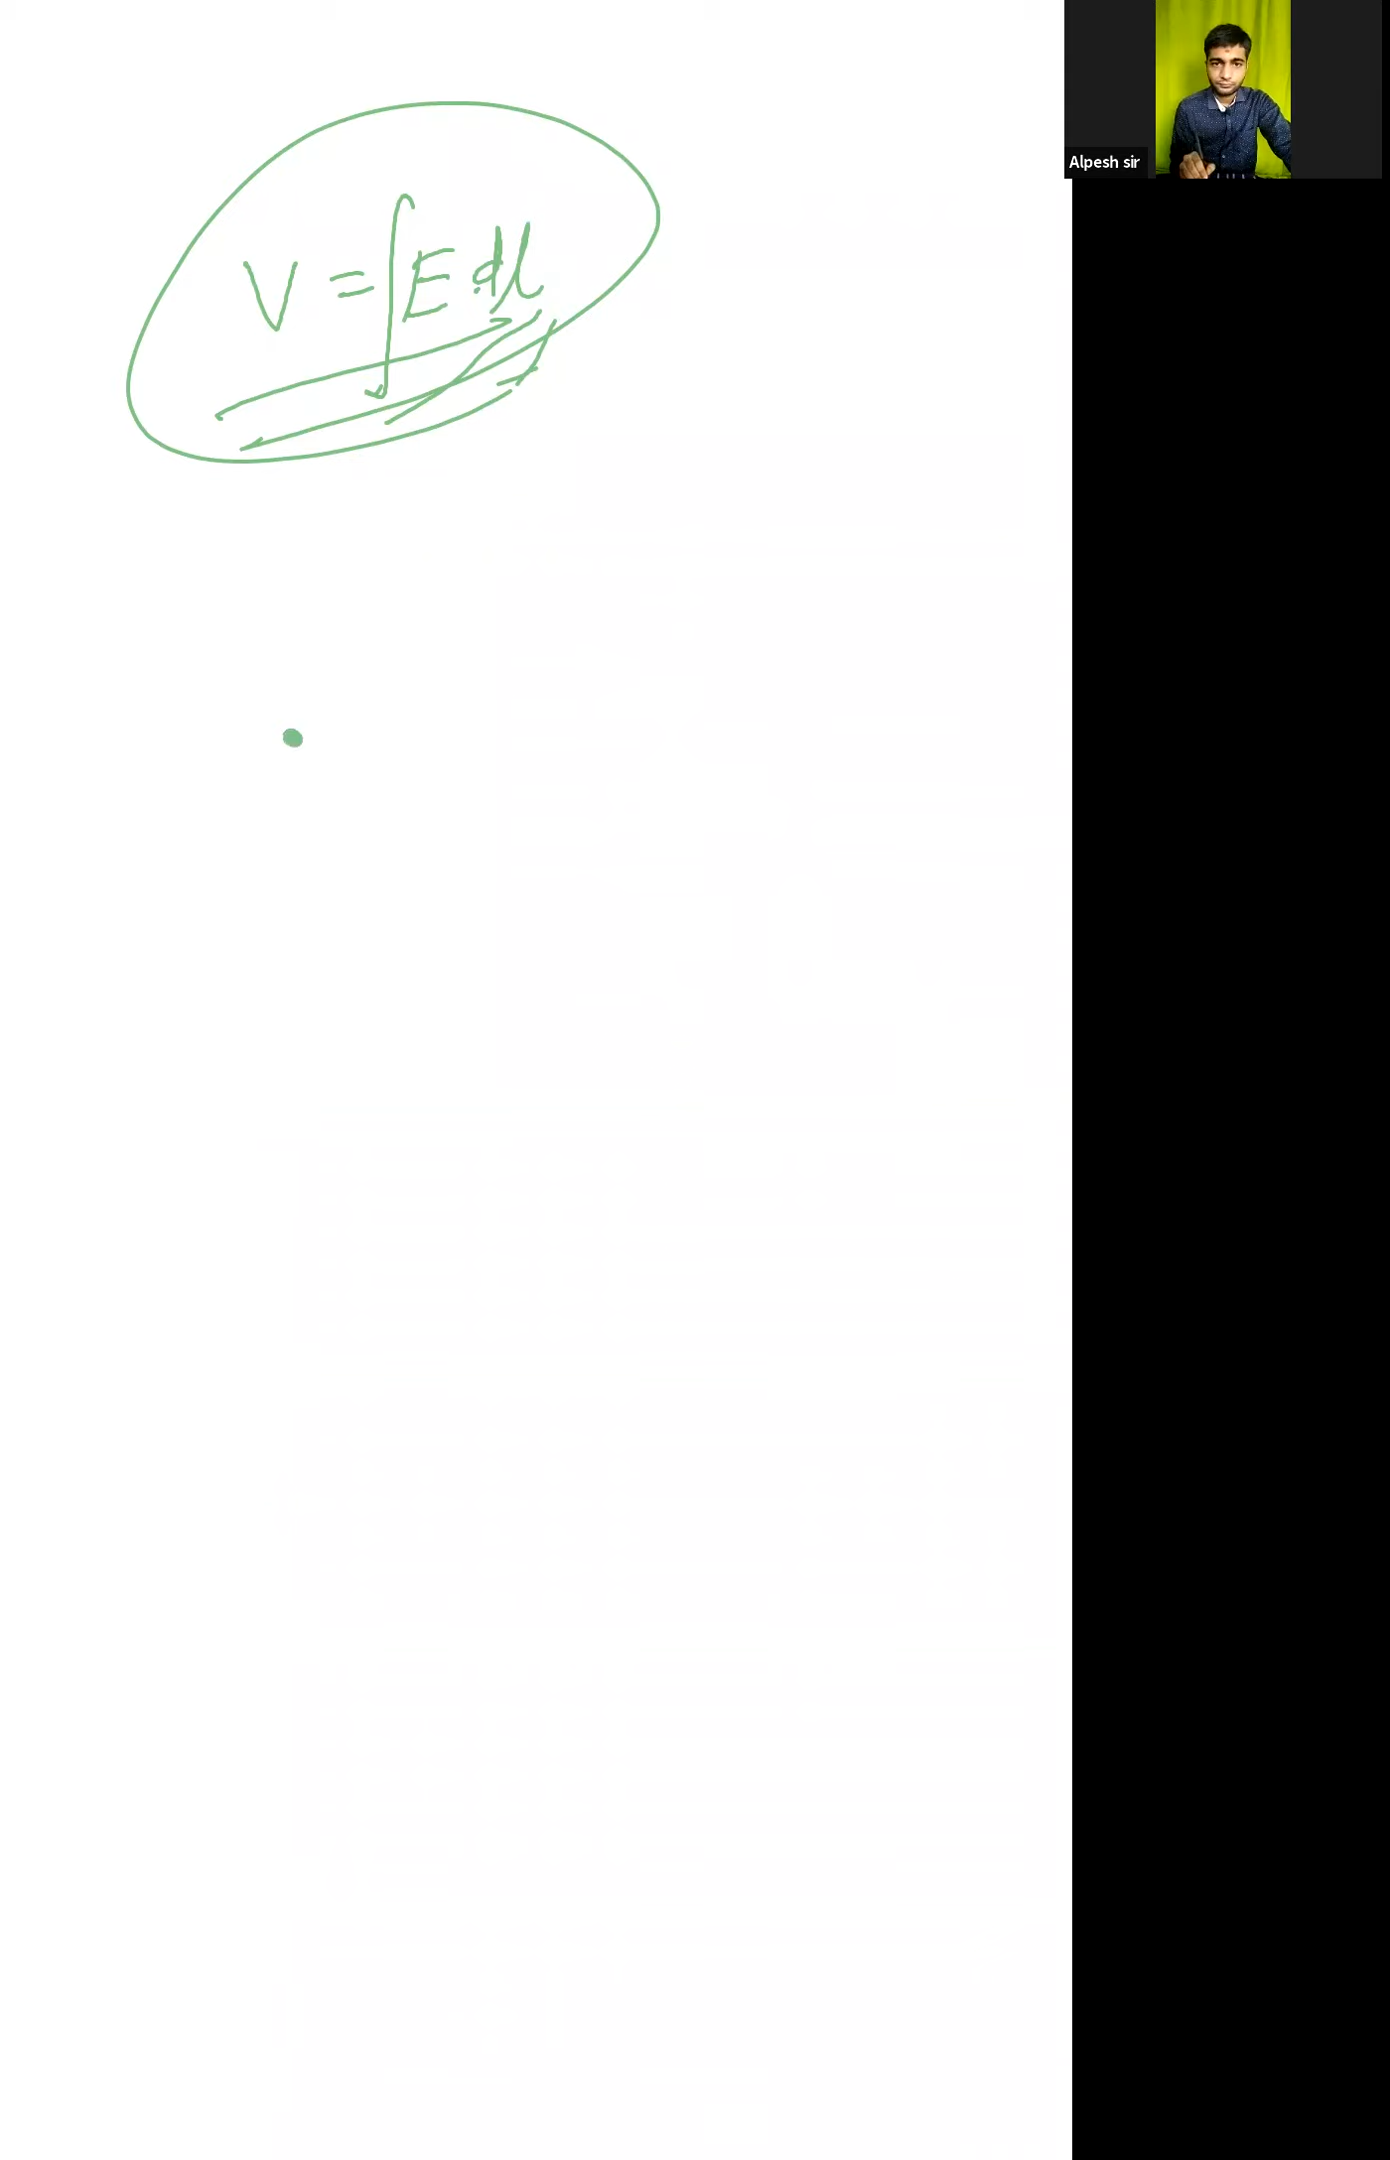 Alpesh sir
V = ∫ E . dl